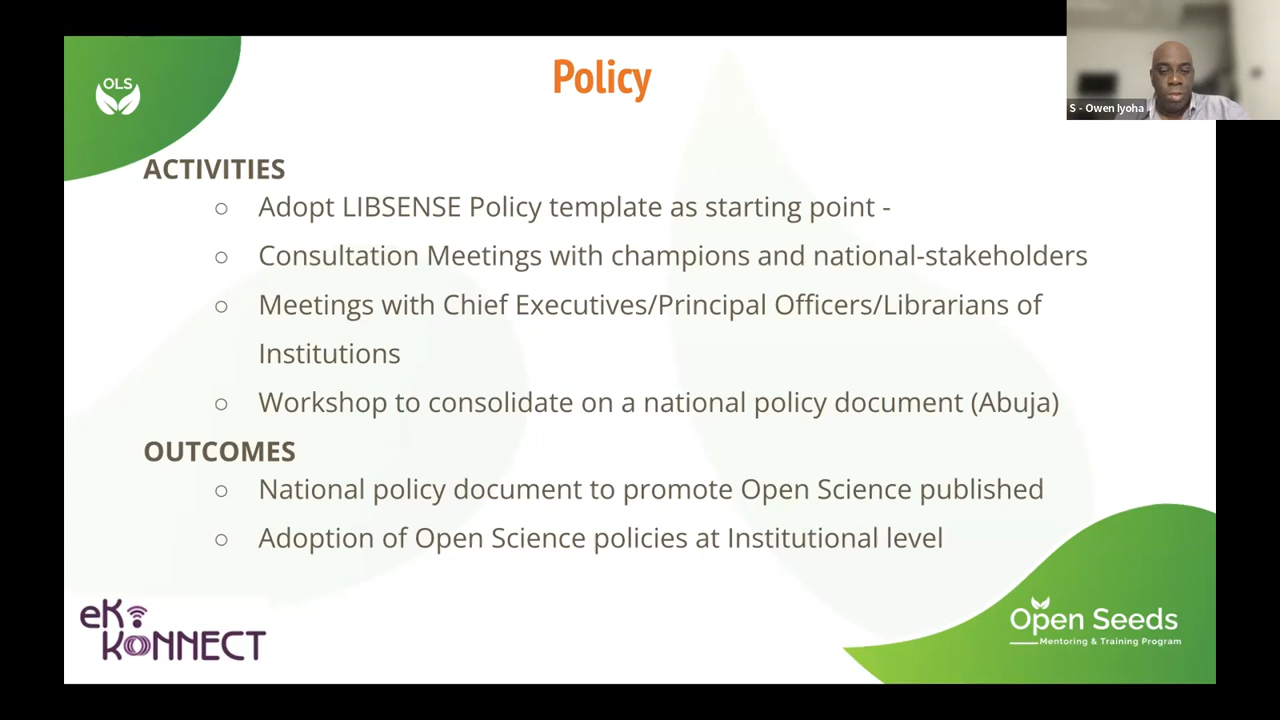 OLS
Policy
S - Owen Iyoha
ACTIVITIES
○ Adopt LIBSENSE Policy template as starting point -
○ Consultation Meetings with champions and national-stakeholders
○ Meetings with Chief Executives/Principal Officers/Librarians of
Institutions
○ Workshop to consolidate on a national policy document (Abuja)
OUTCOMES
○ National policy document to promote Open Science published
○ Adoption of Open Science policies at Institutional level
eKo
KONNECT
Open Seeds
Mentoring & Training Program